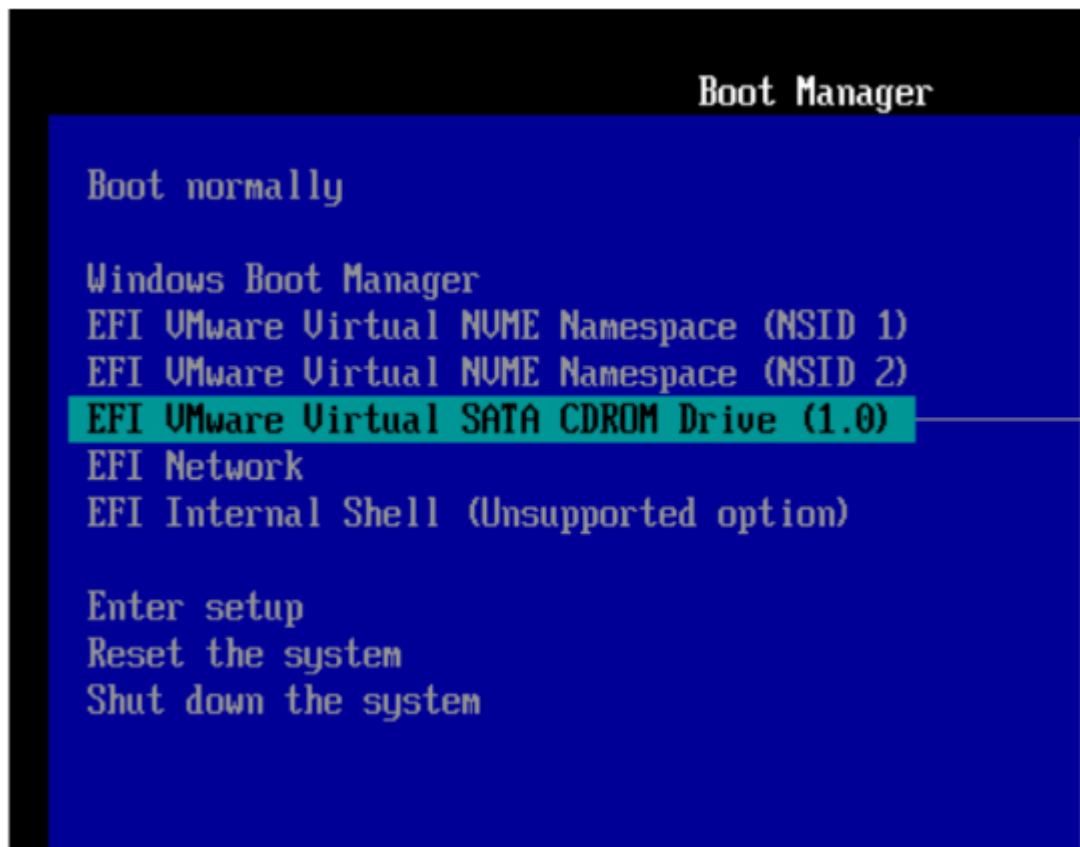 Boot Manager
Boot normally
Windows Boot Manager
EFI VMware Virtual NVME Namespace (NSID 1)
EFI VMware Virtual NVME Namespace (NSID 2)
EFI VMware Virtual SATA CDROM Drive (1.0)
EFI Network
EFI Internal Shell (Unsupported option)
Enter setup
Reset the system
Shut down the system